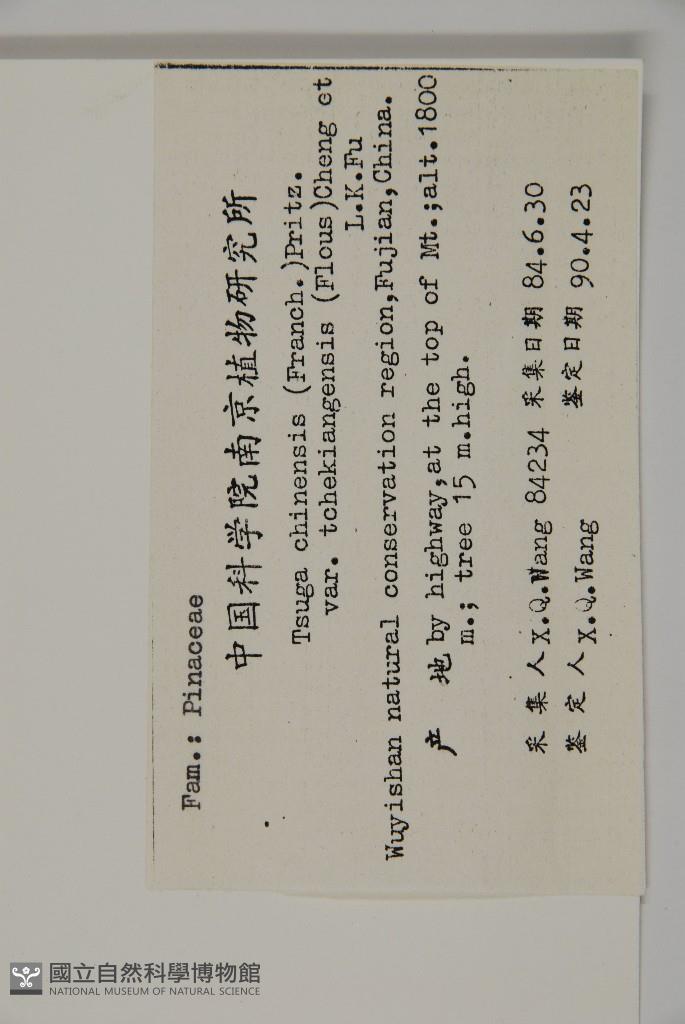 Fam.: Pinaceae
中国科学院南京植物研究所
Tsuga chinensis (Franch.)Pritz.
var. tchekiangensis (Flous)Cheng et
L.K.Fu
Wuyishan natural conservation region,Fujian,China.
产 地 by highway,at the top of Mt.;alt.1800
m.; tree 15 m.high.
采 集 人 X.Q.Wang 84234 采集日期 84.6.30
鉴 定 人 X.Q.Wang 鉴定日期 90.4.23
國立自然科學博物館
NATIONAL MUSEUM OF NATURAL SCIENCE